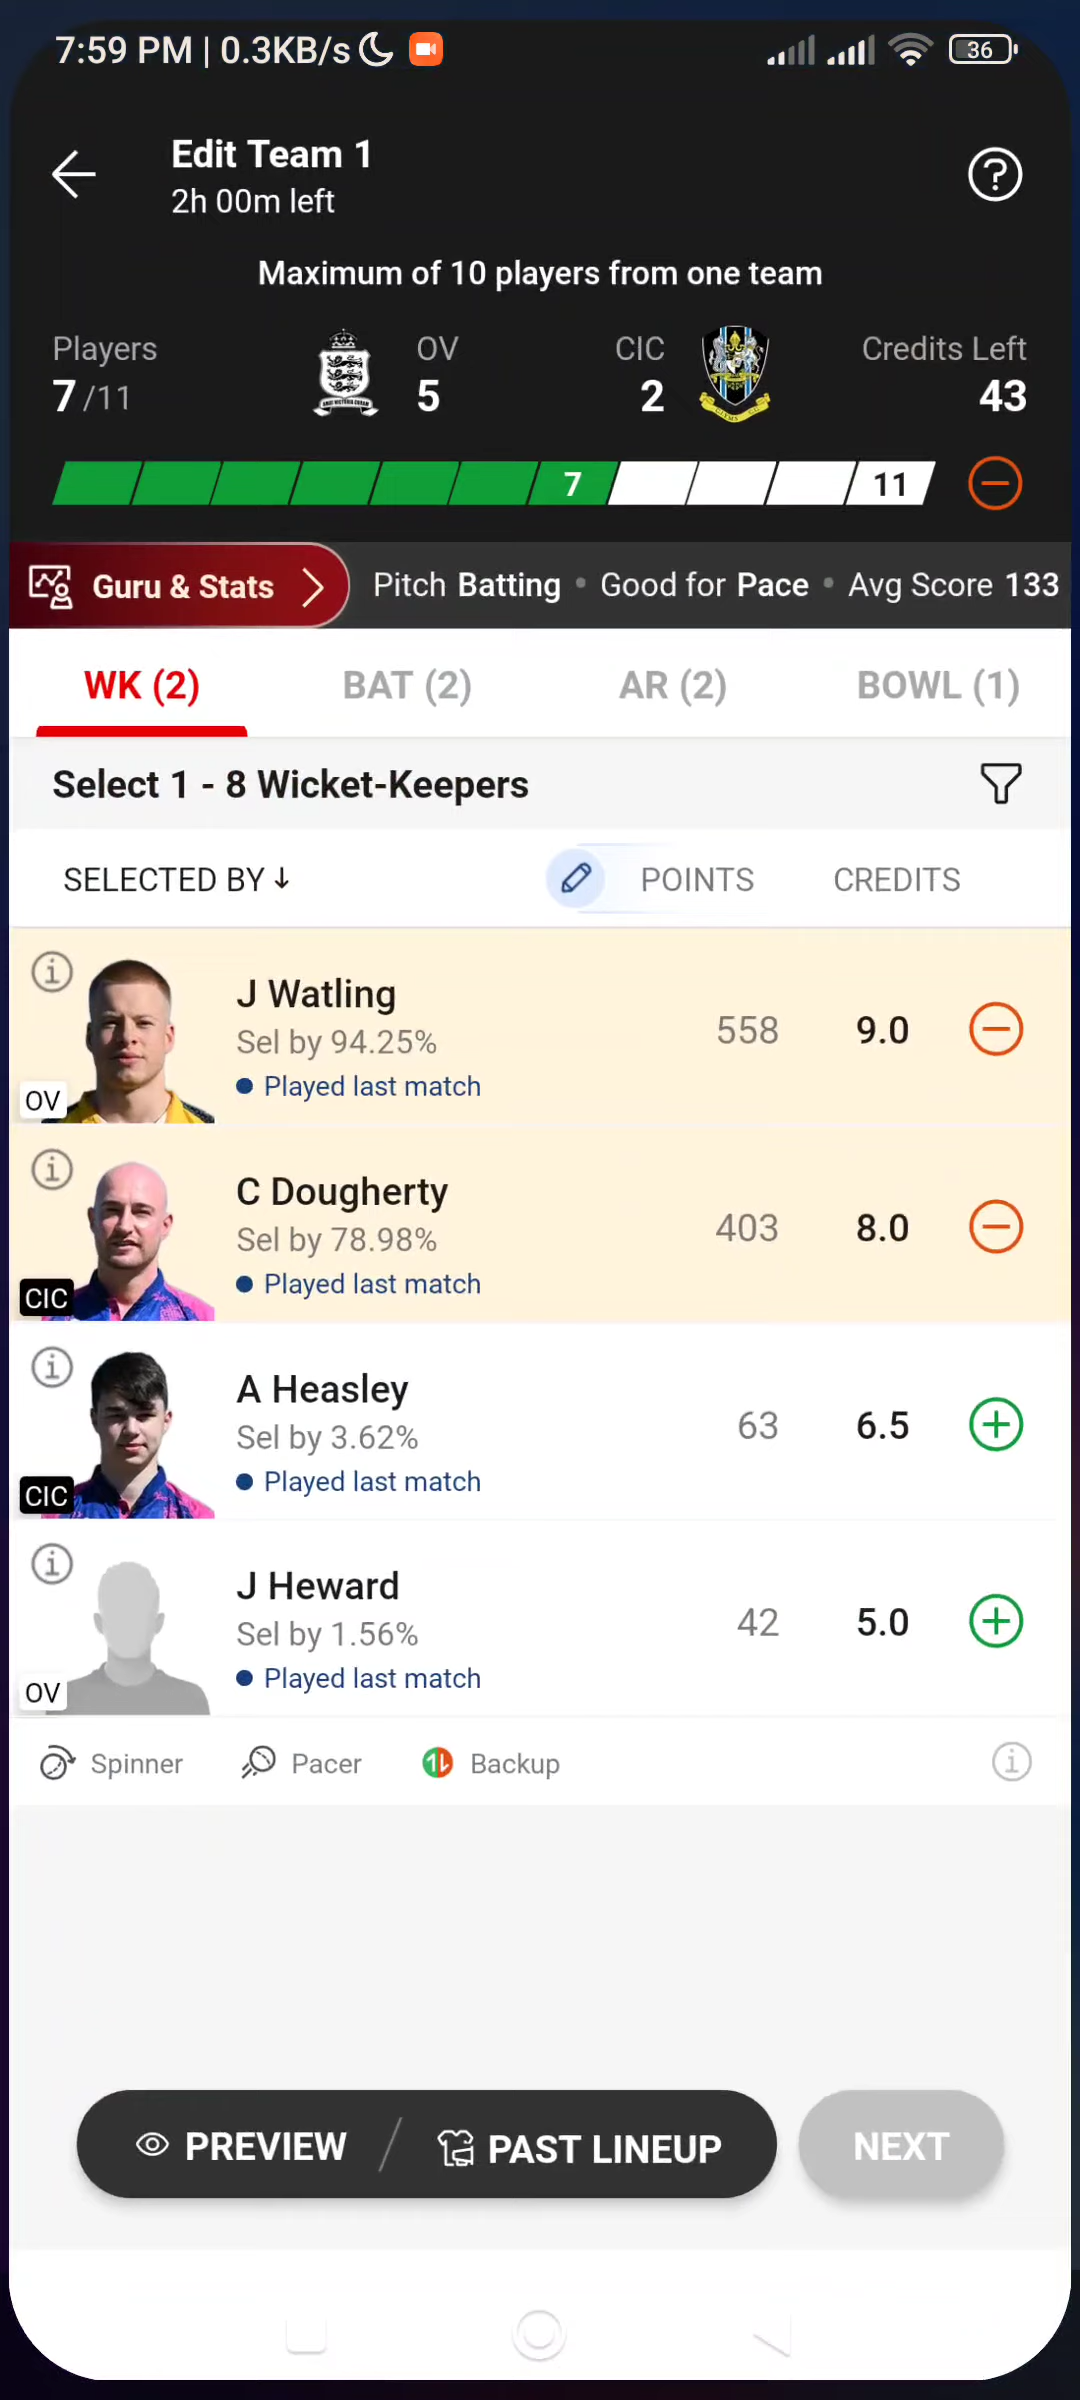 7:59 PM | 0.3KB/s
36
Edit Team 1
2h 00m left
Maximum of 10 players from one team
Players
7/11
OV
5
CIC
2
Credits Left
43
7
11
Guru & Stats
Pitch Batting • Good for Pace • Avg Score 133
WK (2)
BAT (2)
AR (2)
BOWL (1)
Select 1 - 8 Wicket-Keepers
SELECTED BY ↓
POINTS
CREDITS
J Watling
Sel by 94.25%
Played last match
OV
558
9.0
C Dougherty
Sel by 78.98%
Played last match
CIC
403
8.0
A Heasley
Sel by 3.62%
Played last match
CIC
63
6.5
J Heward
Sel by 1.56%
Played last match
OV
42
5.0
Spinner
Pacer
Backup
PREVIEW
PAST LINEUP
NEXT